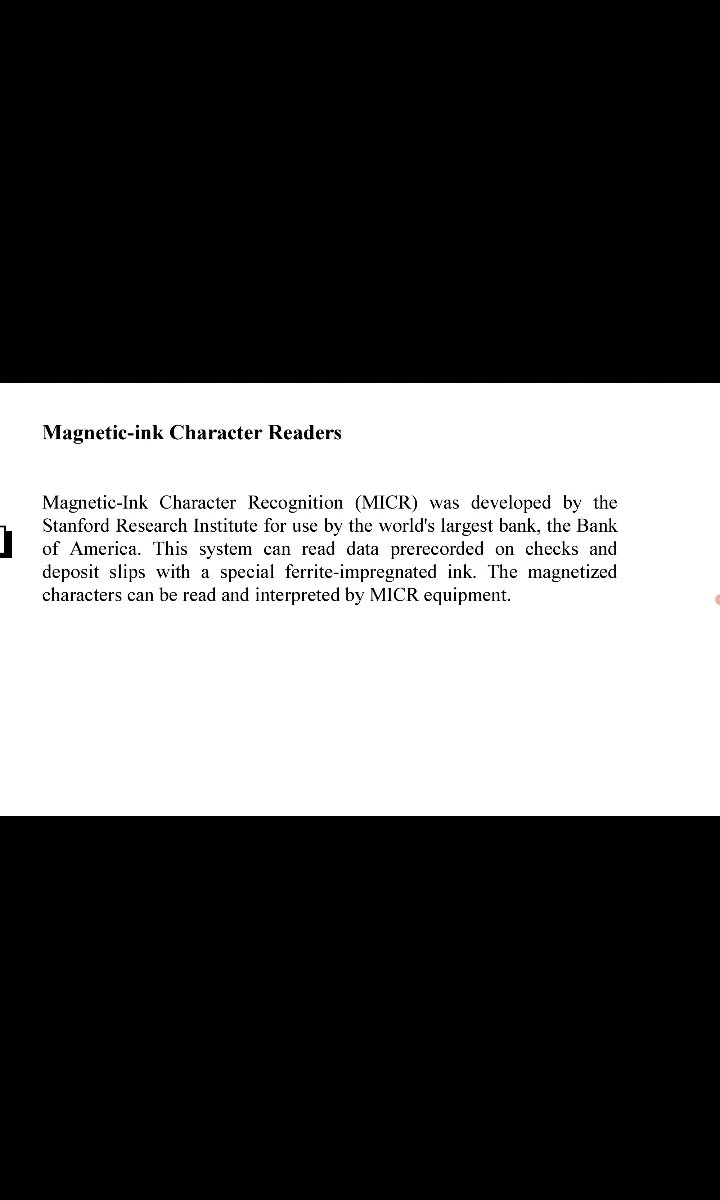 Magnetic-ink Character Readers
Magnetic-Ink Character Recognition (MICR) was developed by the
Stanford Research Institute for use by the world's largest bank, the Bank
of America. This system can read data prerecorded on checks and
deposit slips with a special ferrite-impregnated ink. The magnetized
characters can be read and interpreted by MICR equipment.